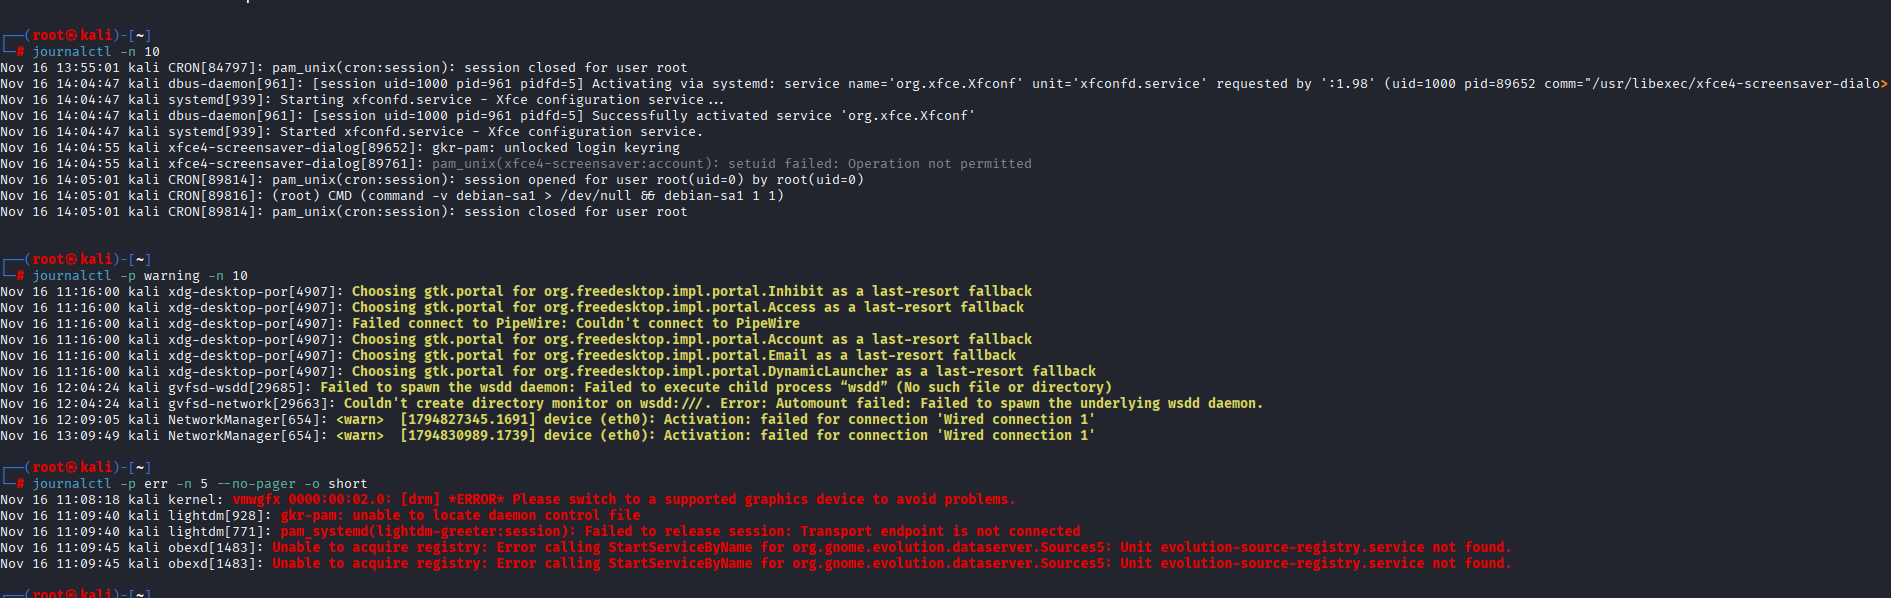 ┌──(root㉿kali)-[~]
└─# journalctl -n 10
Nov 16 13:55:01 kali CRON[84797]: pam_unix(cron:session): session closed for user root
Nov 16 14:04:47 kali dbus-daemon[961]: [session uid=1000 pid=961 pidfd=5] Activating via systemd: service name='org.xfce.Xfconf' unit='xfconfd.service' requested by ':1.98' (uid=1000 pid=89652 comm="/usr/libexec/xfce4-screensaver-dialo>
Nov 16 14:04:47 kali systemd[939]: Starting xfconfd.service - Xfce configuration service...
Nov 16 14:04:47 kali dbus-daemon[961]: [session uid=1000 pid=961 pidfd=5] Successfully activated service 'org.xfce.Xfconf'
Nov 16 14:04:47 kali systemd[939]: Started xfconfd.service - Xfce configuration service.
Nov 16 14:04:55 kali xfce4-screensaver-dialog[89652]: gkr-pam: unlocked login keyring
Nov 16 14:04:55 kali xfce4-screensaver-dialog[89761]: pam_unix(xfce4-screensaver:account): setuid failed: Operation not permitted
Nov 16 14:05:01 kali CRON[89814]: pam_unix(cron:session): session opened for user root(uid=0) by root(uid=0)
Nov 16 14:05:01 kali CRON[89816]: (root) CMD (command -v debian-sa1 > /dev/null && debian-sa1 1 1)
Nov 16 14:05:01 kali CRON[89814]: pam_unix(cron:session): session closed for user root
┌──(root㉿kali)-[~]
└─# journalctl -p warning -n 10
Nov 16 11:16:00 kali xdg-desktop-por[4907]: Choosing gtk.portal for org.freedesktop.impl.portal.Inhibit as a last-resort fallback
Nov 16 11:16:00 kali xdg-desktop-por[4907]: Choosing gtk.portal for org.freedesktop.impl.portal.Access as a last-resort fallback
Nov 16 11:16:00 kali xdg-desktop-por[4907]: Failed connect to PipeWire: Couldn't connect to PipeWire
Nov 16 11:16:00 kali xdg-desktop-por[4907]: Choosing gtk.portal for org.freedesktop.impl.portal.Account as a last-resort fallback
Nov 16 11:16:00 kali xdg-desktop-por[4907]: Choosing gtk.portal for org.freedesktop.impl.portal.Email as a last-resort fallback
Nov 16 11:16:00 kali xdg-desktop-por[4907]: Choosing gtk.portal for org.freedesktop.impl.portal.DynamicLauncher as a last-resort fallback
Nov 16 12:04:24 kali gvfsd-wsdd[29685]: Failed to spawn the wsdd daemon: Failed to execute child process “wsdd” (No such file or directory)
Nov 16 12:04:24 kali gvfsd-network[29663]: Couldn't create directory monitor on wsdd:///. Error: Automount failed: Failed to spawn the underlying wsdd daemon.
Nov 16 12:09:05 kali NetworkManager[654]: <warn>  [1794827345.1691] device (eth0): Activation: failed for connection 'Wired connection 1'
Nov 16 13:09:49 kali NetworkManager[654]: <warn>  [1794830989.1739] device (eth0): Activation: failed for connection 'Wired connection 1'
┌──(root㉿kali)-[~]
└─# journalctl -p err -n 5 --no-pager -o short
Nov 16 11:08:18 kali kernel: vmwgfx 0000:00:02.0: [drm] *ERROR* Please switch to a supported graphics device to avoid problems.
Nov 16 11:09:40 kali lightdm[928]: gkr-pam: unable to locate daemon control file
Nov 16 11:09:40 kali lightdm[771]: pam_systemd(lightdm-greeter:session): Failed to release session: Transport endpoint is not connected
Nov 16 11:09:45 kali obexd[1483]: Unable to acquire registry: Error calling StartServiceByName for org.gnome.evolution.dataserver.Sources5: Unit evolution-source-registry.service not found.
Nov 16 11:09:45 kali obexd[1483]: Unable to acquire registry: Error calling StartServiceByName for org.gnome.evolution.dataserver.Sources5: Unit evolution-source-registry.service not found.
┌──(root㉿kali)-[~]